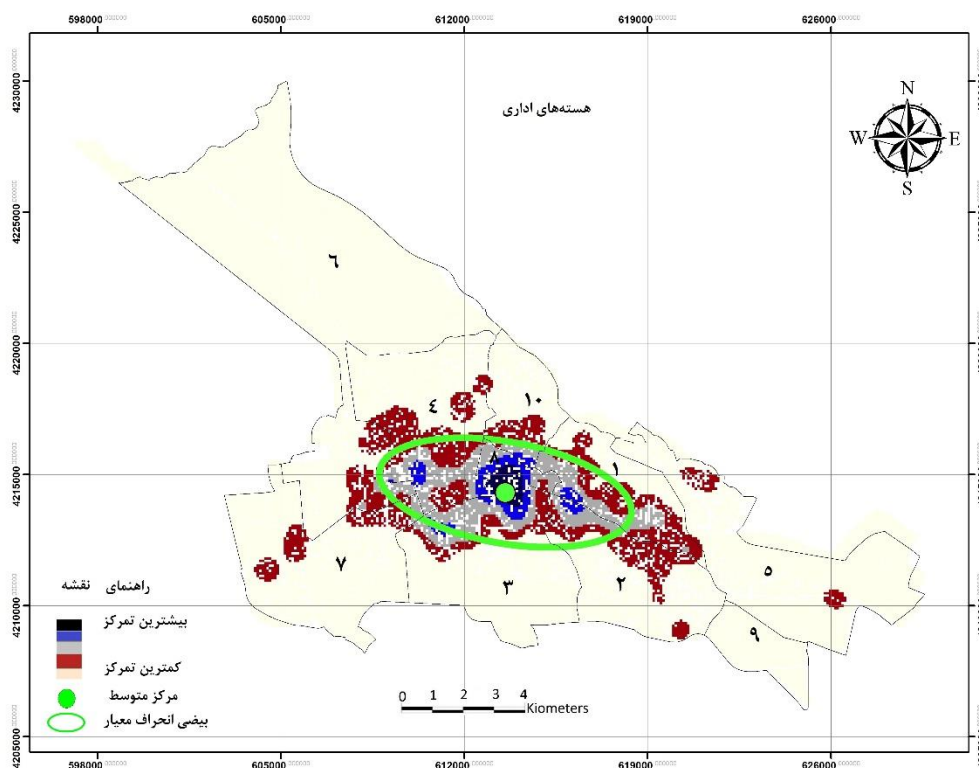 598000 605000 612000 619000 626000
هسته‌های اداری
N
W E
S
4230000
4225000
4220000
4215000
4210000
4205000
۶
۴ ۱۰
۸ ۱
۷ ۳ ۲ ۵
۹
راهنمای نقشه
بیشترین تمرکز
کمترین تمرکز
مرکز متوسط
بیضی انحراف معیار
0 1 2 3 4
Kiometers
598000 605000 612000 619000 626000